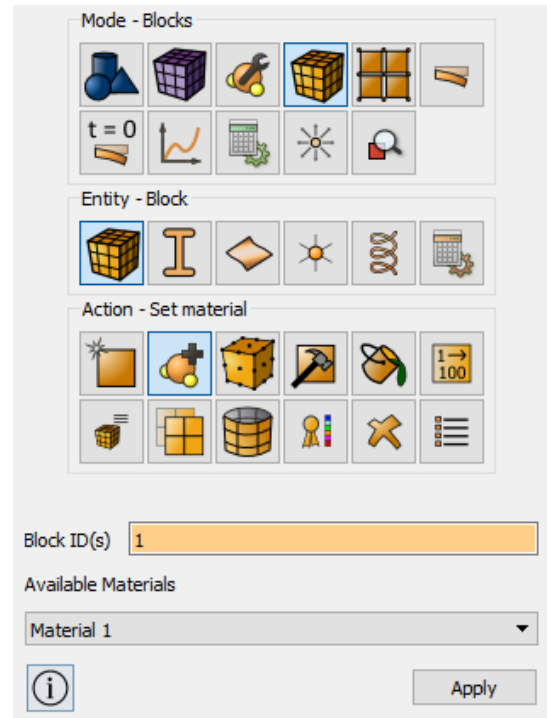 Mode - Blocks
t = 0
Entity - Block
Action - Set material
1→
100
Block ID(s) 1
Available Materials
Material 1
i
Apply